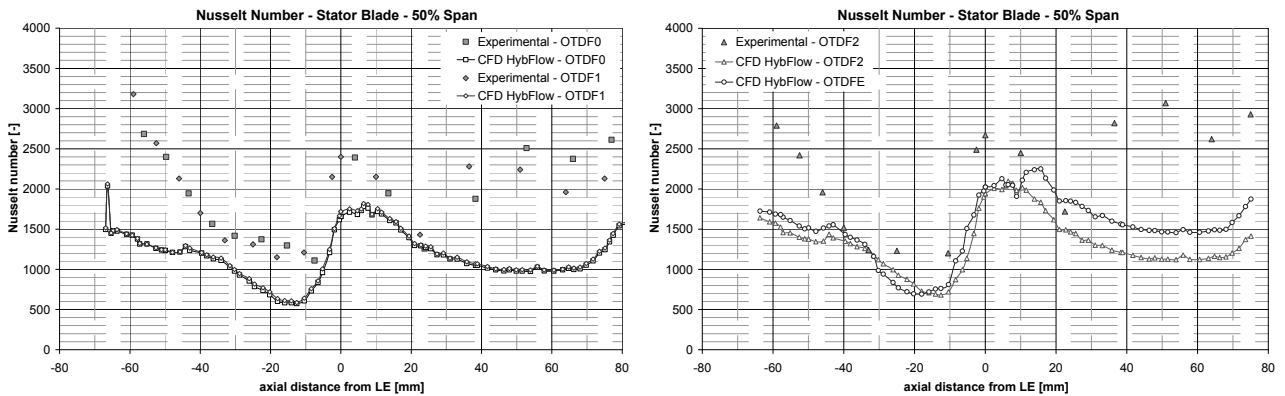 Nusselt Number - Stator Blade - 50% Span
4000
3500
3000
2500
2000
1500
1000
500
0
Nusselt number [-]
Experimental - OTDF0
CFD HybFlow - OTDF0
Experimental - OTDF1
CFD HybFlow - OTDF1
-80 -60 -40 -20 0 20 40 60 80
axial distance from LE [mm]
Nusselt Number - Stator Blade - 50% Span
4000
3500
3000
2500
2000
1500
1000
500
0
Nusselt number [-]
Experimental - OTDF2
CFD HybFlow - OTDF2
CFD HybFlow - OTDFE
-80 -60 -40 -20 0 20 40 60 80
axial distance from LE [mm]